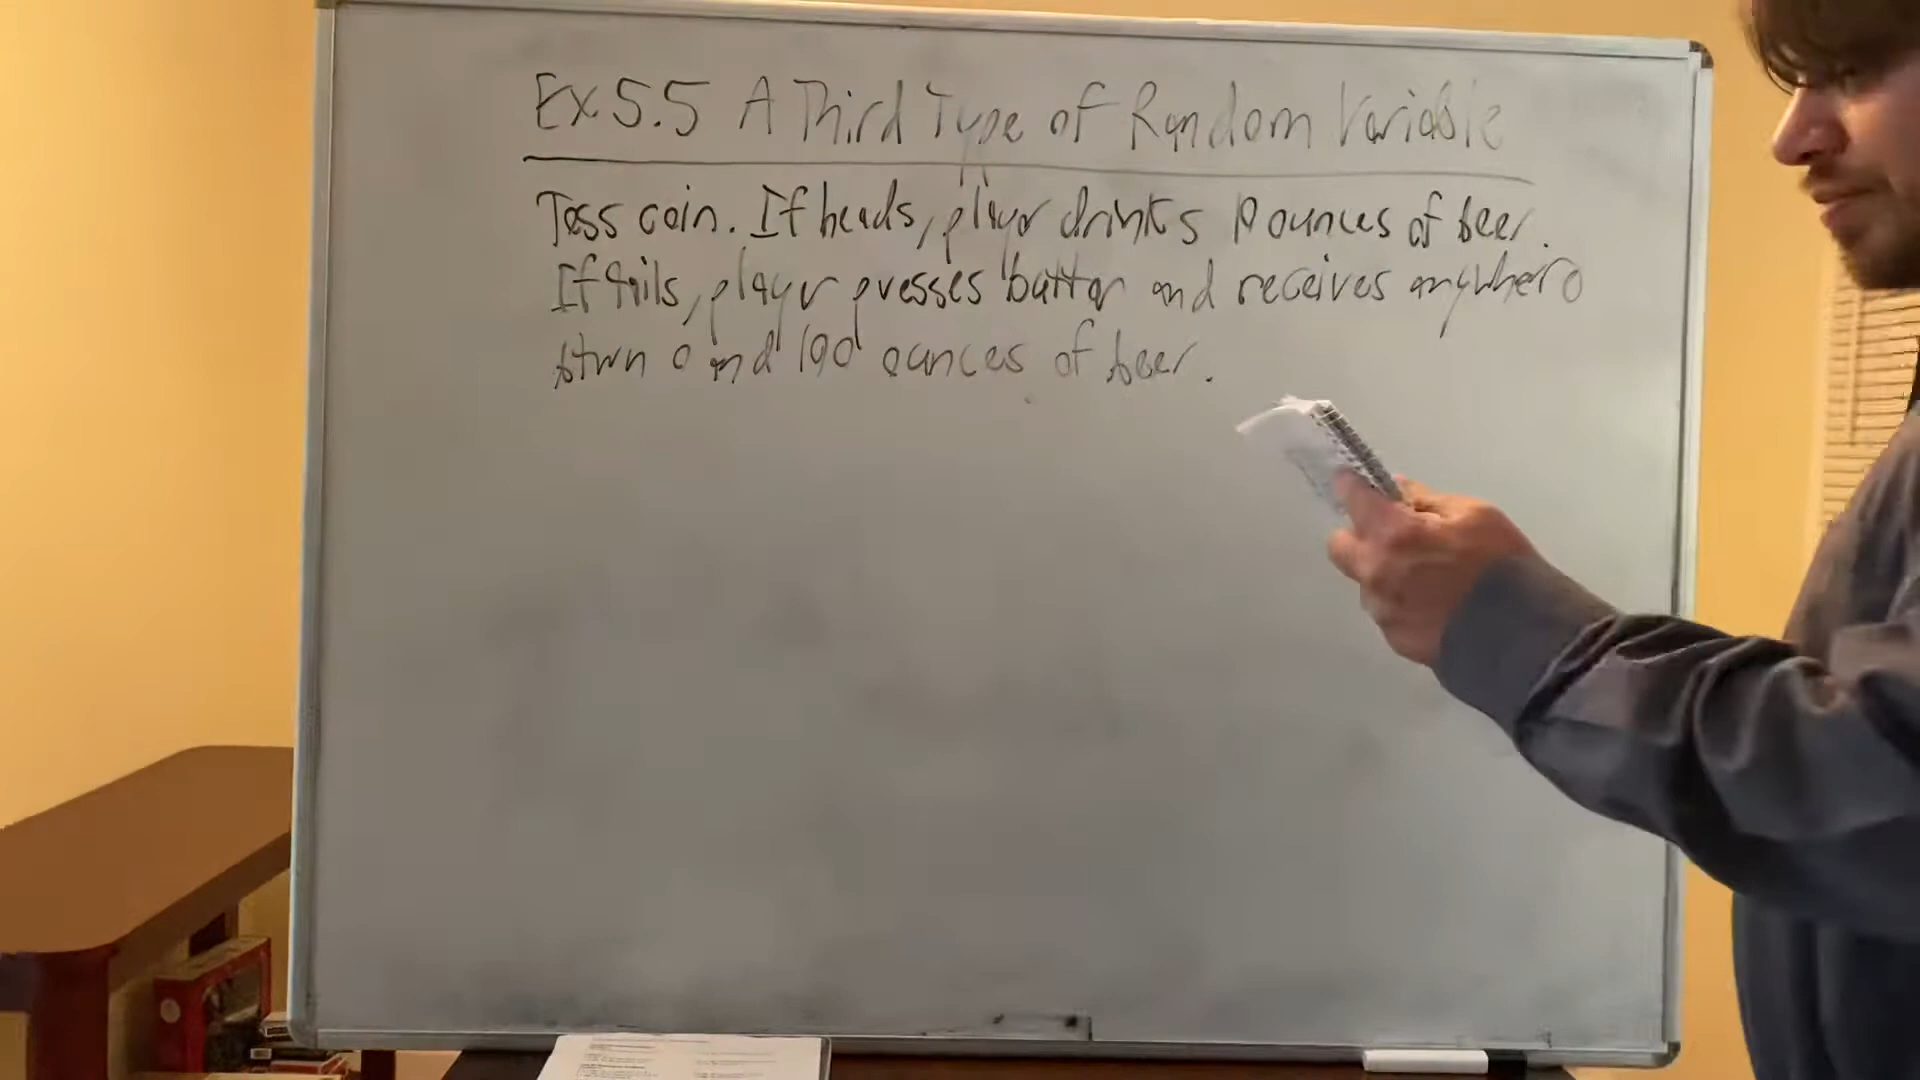 Ex 5.5 A Third Type of Random Variable
Toss coin. If heads, player drinks 10 ounces of beer.
If tails, player presses button and receives anywhere
btwn 0 and 100 ounces of beer.